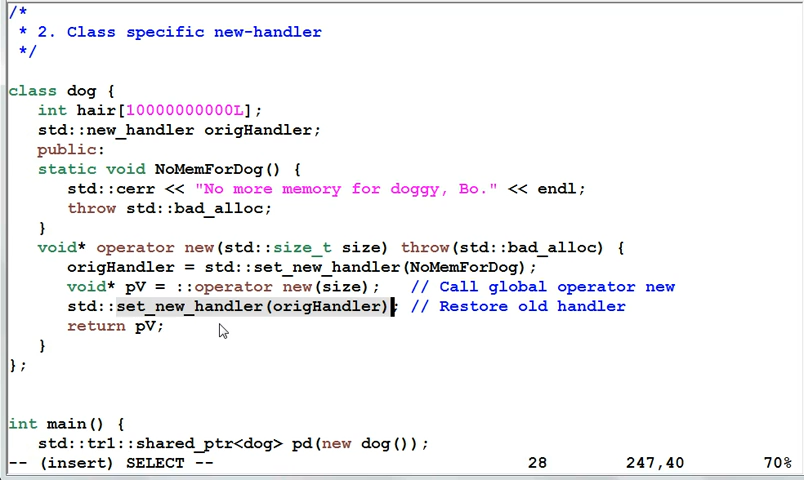 /*
 * 2. Class specific new-handler
 */
class dog {
   int hair[10000000000L];
   std::new_handler origHandler;
   public:
   static void NoMemForDog() {
      std::cerr << "No more memory for doggy, Bo." << endl;
      throw std::bad_alloc;
   }
   void* operator new(std::size_t size) throw(std::bad_alloc) {
      origHandler = std::set_new_handler(NoMemForDog);
      void* pV = ::operator new(size);   // Call global operator new
      std::set_new_handler(origHandler); // Restore old handler
      return pV;
   }
};
int main() {
   std::tr1::shared_ptr<dog> pd(new dog());
-- (insert) SELECT -- 28 247,40 70%